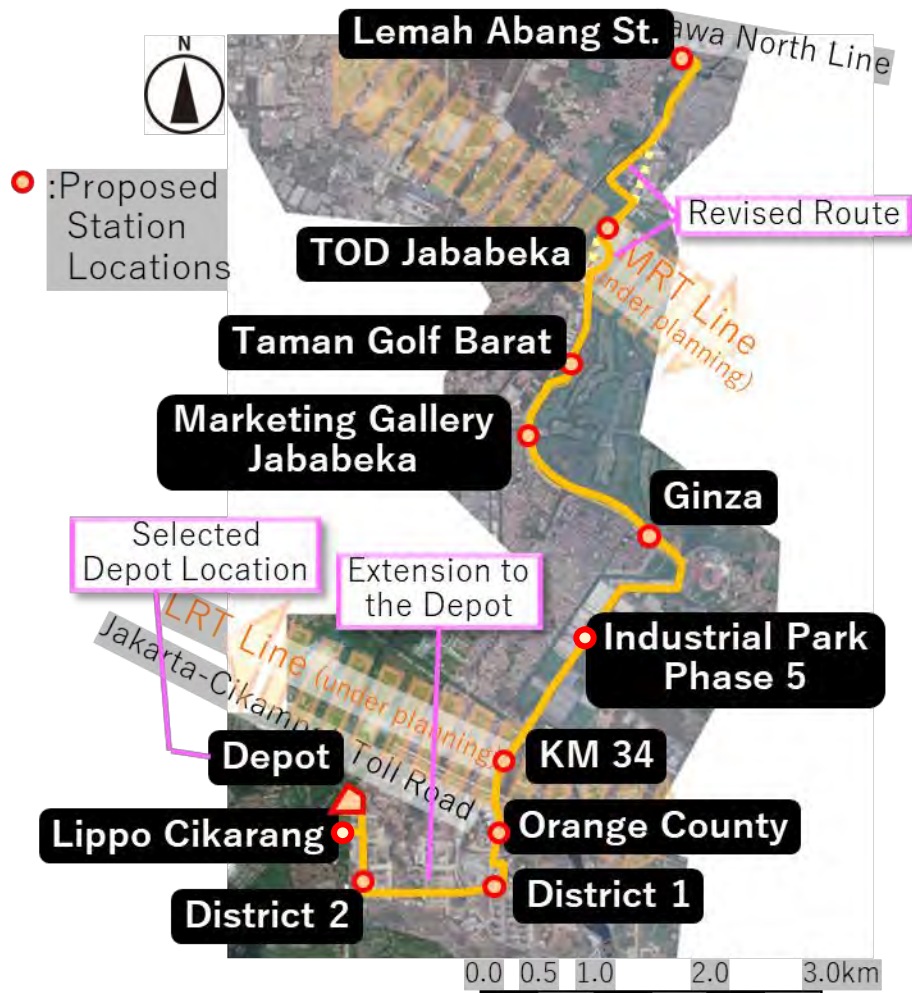 N
Lemah Abang St.
awa North Line
:Proposed
Station
Locations
Revised Route
TOD Jababeka
MRT Line
(under planning)
Taman Golf Barat
Marketing Gallery
Jababeka
Ginza
Selected
Depot Location
Extension to
the Depot
LRT Line (under planning)
Jakarta-Cikamp Toll Road
Industrial Park
Phase 5
Depot
KM 34
Lippo Cikarang
Orange County
District 2
District 1
0.0 0.5 1.0 2.0 3.0km